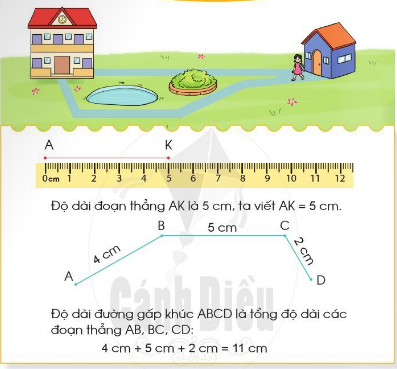 A K
0cm 1 2 3 4 5 6 7 8 9 10 11 12
Độ dài đoạn thẳng AK là 5 cm, ta viết AK = 5 cm.
B 5 cm C
4 cm 2 cm
A D
Cánh Diều
Độ dài đường gấp khúc ABCD là tổng độ dài các
đoạn thẳng AB, BC, CD:
4 cm + 5 cm + 2 cm = 11 cm